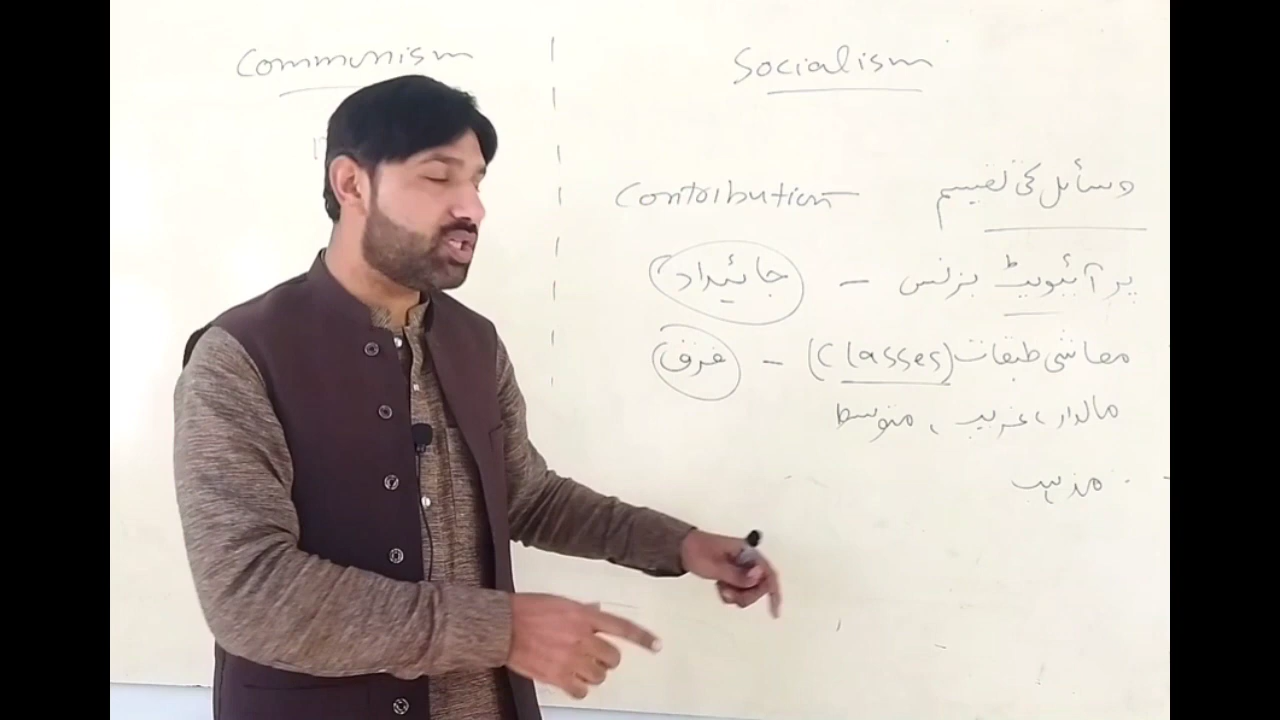 Communism
Socialism
وسائل کی تقسیم Contribution
پرائیویٹ بزنس – جائیداد
معاشی طبقات (Classes) – فرق
مالدار، غریب، متوسط
مذہب